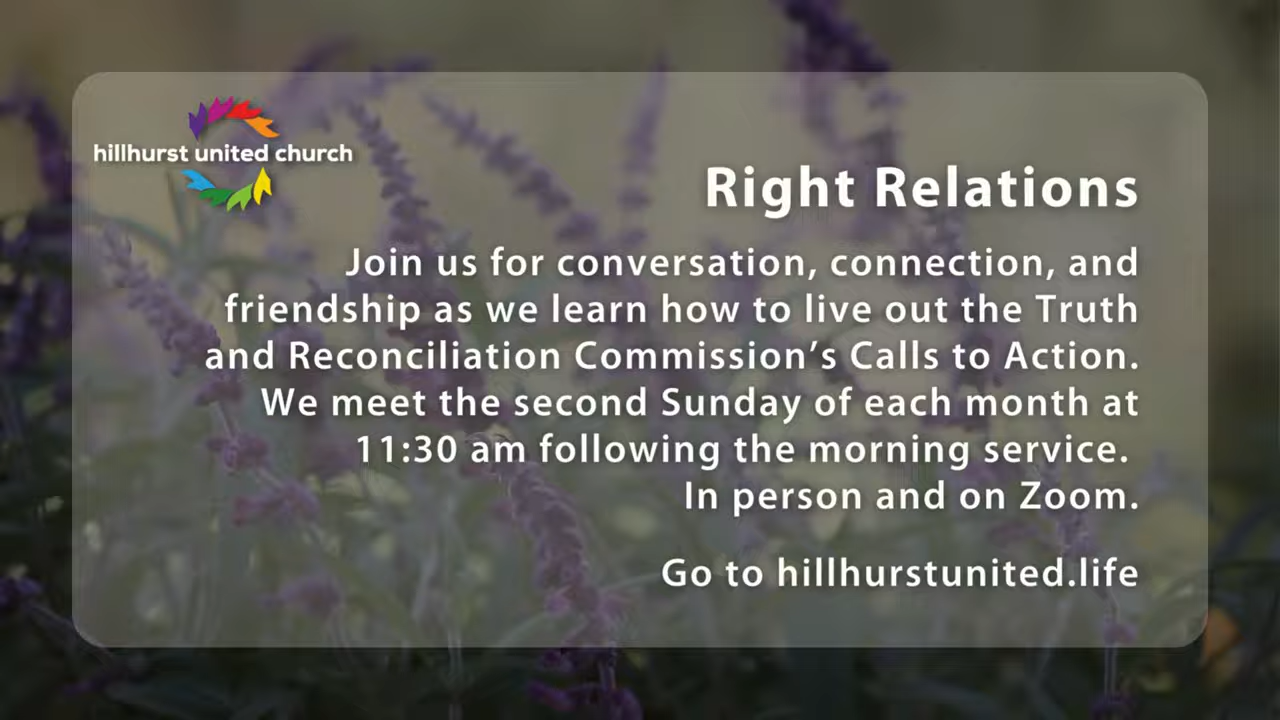 hillhurst united church
Right Relations
Join us for conversation, connection, and
friendship as we learn how to live out the Truth
and Reconciliation Commission’s Calls to Action.
We meet the second Sunday of each month at
11:30 am following the morning service.
In person and on Zoom.
Go to hillhurstunited.life